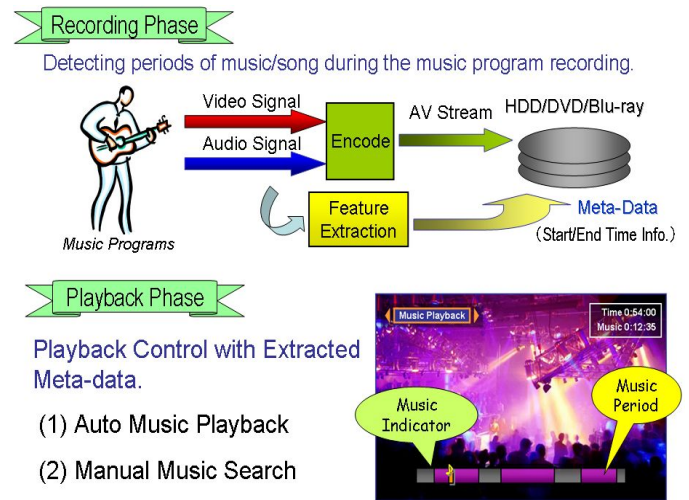 Recording Phase
Detecting periods of music/song during the music program recording.
Video Signal
Audio Signal
Encode
AV Stream
HDD/DVD/Blu-ray
Feature
Extraction
Meta-Data
(Start/End Time Info.)
Music Programs
Playback Phase
Playback Control with Extracted
Meta-data.
(1) Auto Music Playback
(2) Manual Music Search
Music Playback
Time 0:54:00
Music 0:12:35
Music
Indicator
Music
Period